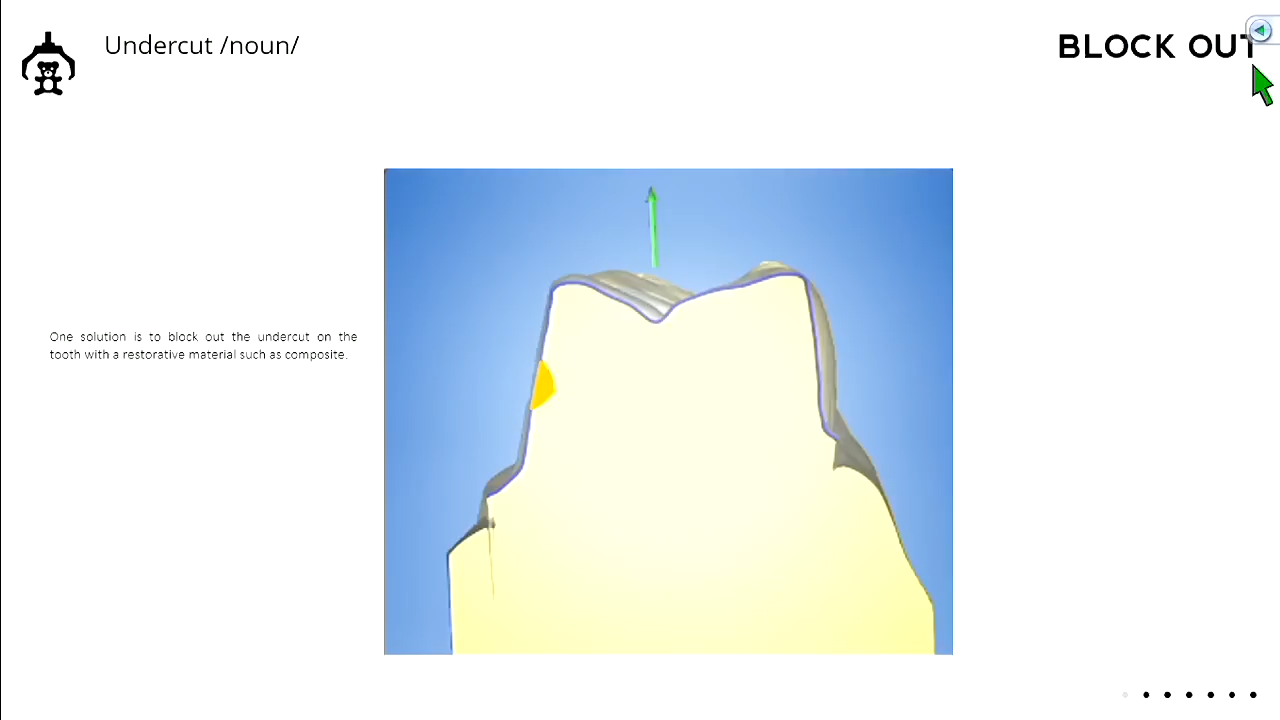 Undercut /noun/
BLOCK OUT
One solution is to block out the undercut on the
tooth with a restorative material such as composite.